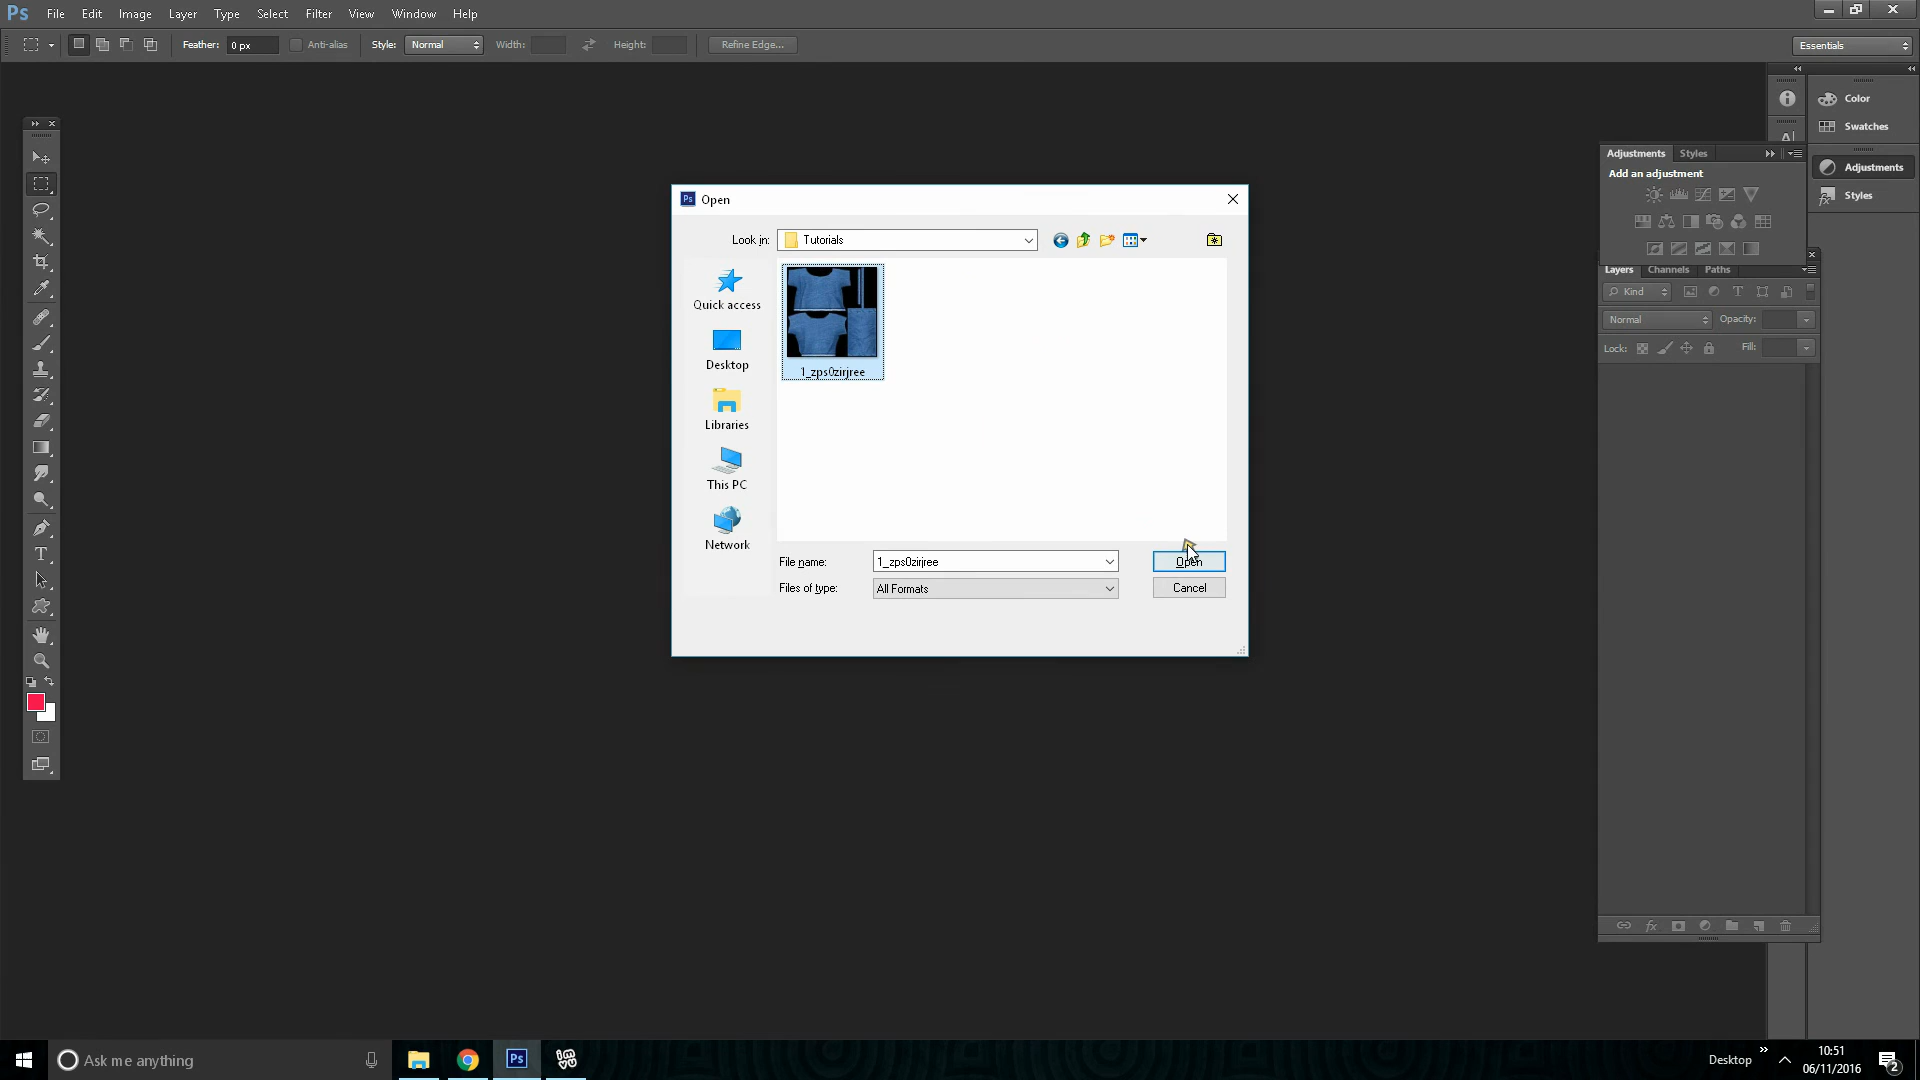 Ps File Edit Image Layer Type Select Filter View Window Help
Feather: 0 px Anti-alias Style: Normal Width: Height: Refine Edge... Essentials
Color
Swatches
Adjustments
Styles
Adjustments Styles
Add an adjustment
Layers Channels Paths
Kind
Normal Opacity:
Lock: Fill:
Ps Open
Look in: Tutorials
Quick access
Desktop
Libraries
This PC
Network
1_zps0zirjree
File name: 1_zps0zirjree Open
Files of type: All Formats Cancel
T
Ask me anything
Ps
Desktop
10:51
06/11/2016
2